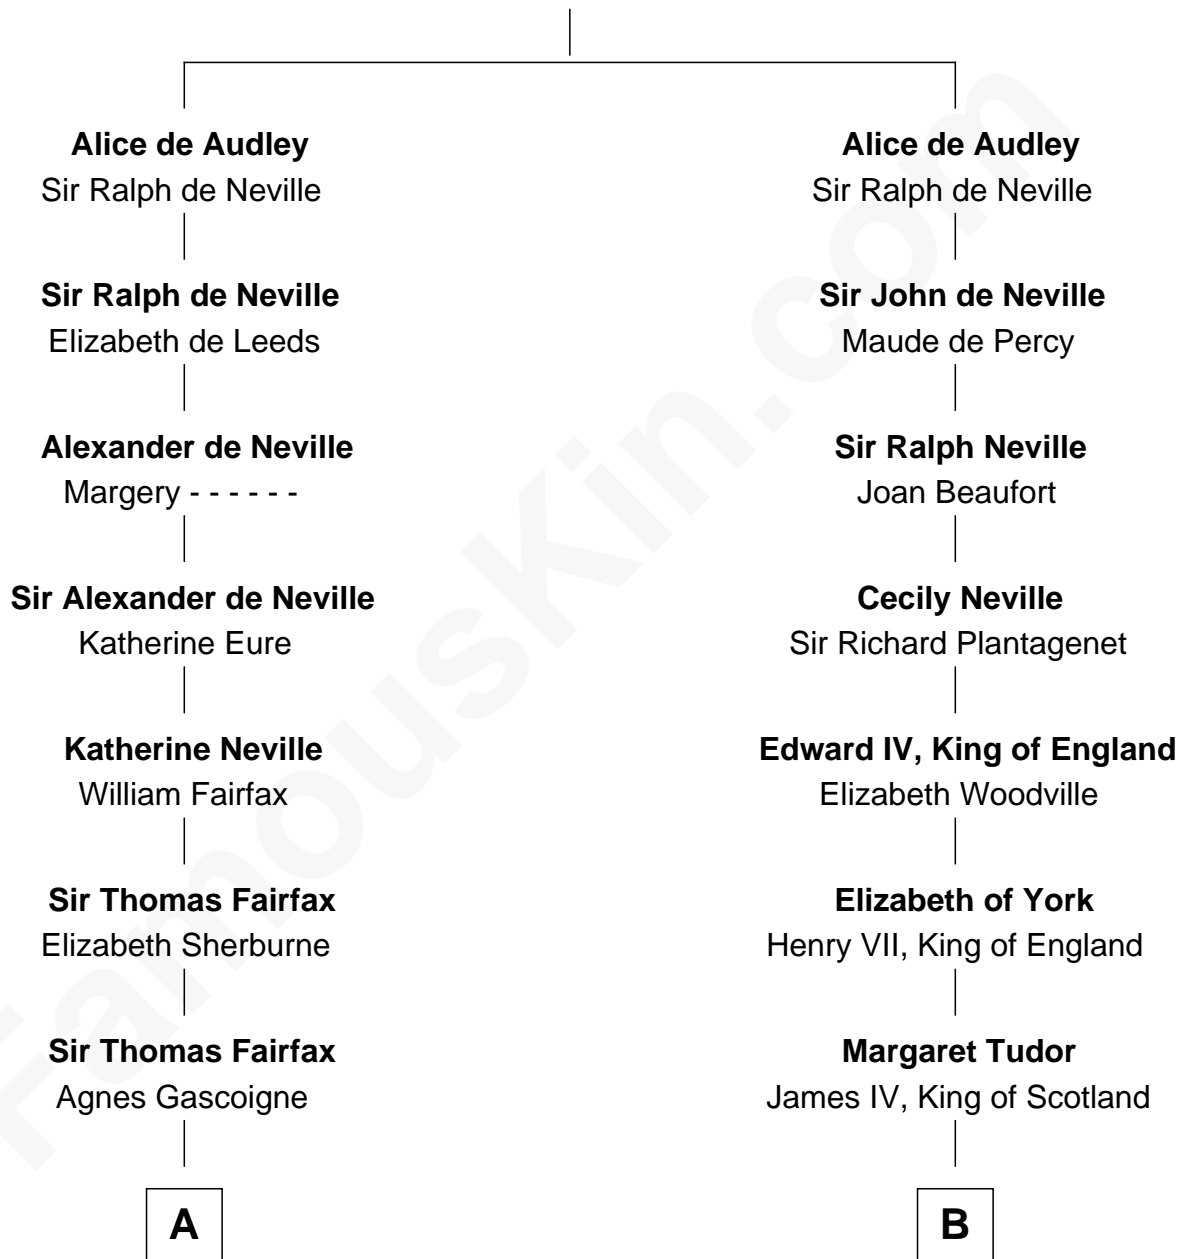 Alice de Audley
Sir Ralph de Neville
Sir Ralph de Neville
Elizabeth de Leeds
Alexander de Neville
Margery - - - - - -
Sir Alexander de Neville
Katherine Eure
Katherine Neville
William Fairfax
Sir Thomas Fairfax
Elizabeth Sherburne
Sir Thomas Fairfax
Agnes Gascoigne
A
Alice de Audley
Sir Ralph de Neville
Sir John de Neville
Maude de Percy
Sir Ralph Neville
Joan Beaufort
Cecily Neville
Sir Richard Plantagenet
Edward IV, King of England
Elizabeth Woodville
Elizabeth of York
Henry VII, King of England
Margaret Tudor
James IV, King of Scotland
B
FamousKin.com